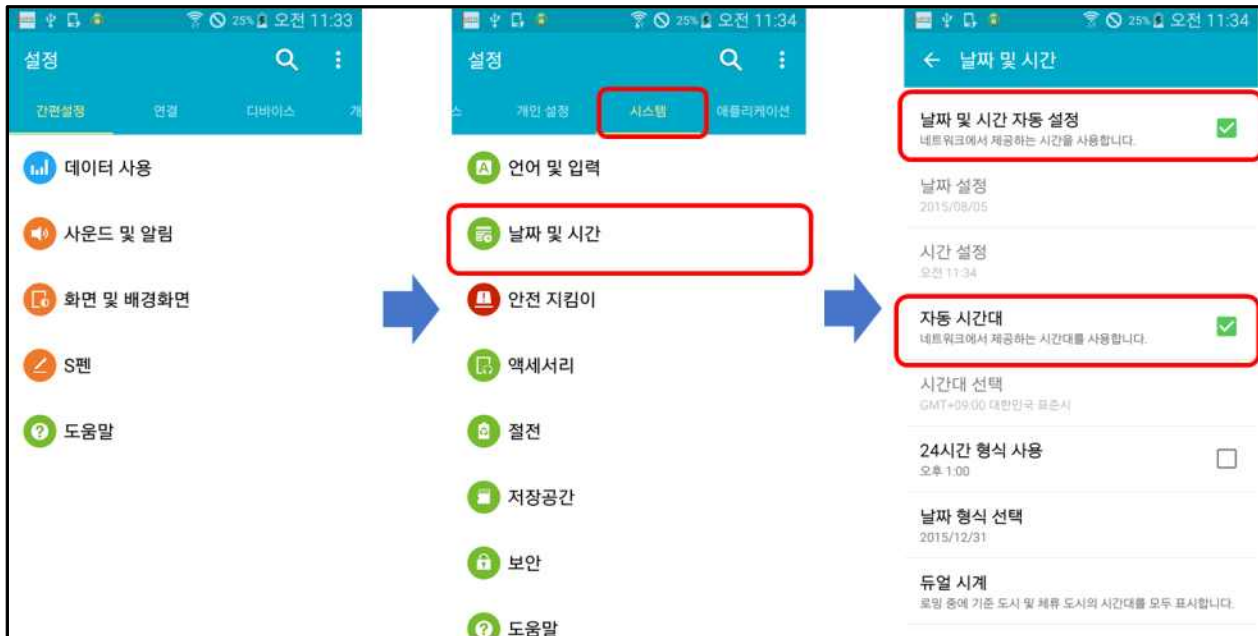 25% 오전 11:33
설정
간편설정 연결 디바이스 개
데이터 사용
사운드 및 알림
화면 및 배경화면
S펜
도움말
25% 오전 11:34
설정
스 개인 설정 시스템 애플리케이션
언어 및 입력
날짜 및 시간
안전 지킴이
액세서리
절전
저장공간
보안
도움말
25% 오전 11:34
날짜 및 시간
날짜 및 시간 자동 설정
네트워크에서 제공하는 시간을 사용합니다.
날짜 설정
2015/08/05
시간 설정
오전 11:34
자동 시간대
네트워크에서 제공하는 시간대를 사용합니다.
시간대 선택
GMT+09:00 대한민국 표준시
24시간 형식 사용
오후 1:00
날짜 형식 선택
2015/12/31
듀얼 시계
로밍 중에 기준 도시 및 체류 도시의 시간대를 모두 표시합니다.